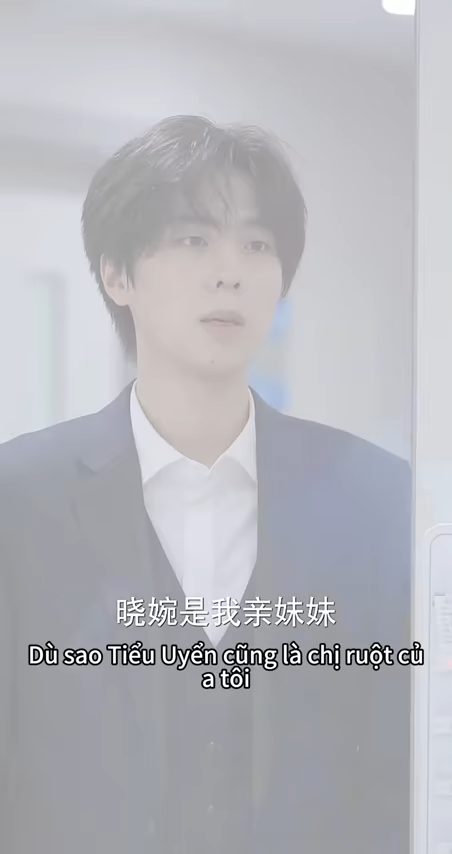 晓婉是我亲妹妹
Dù sao Tiểu Uyển cũng là chị ruột củ
a tôi